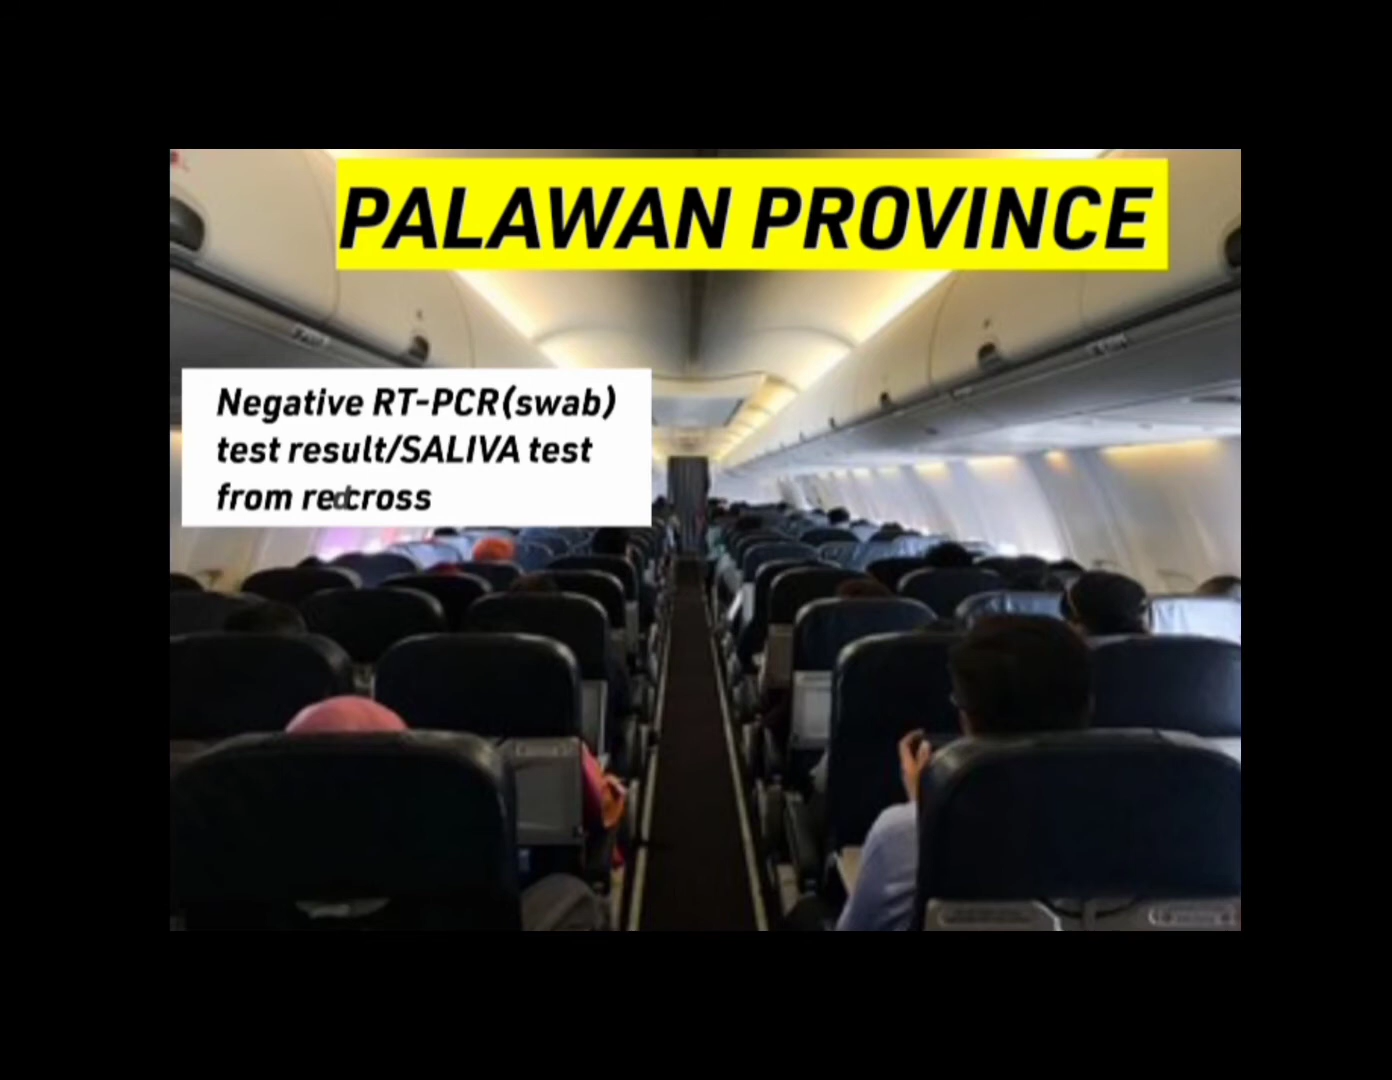 PALAWAN PROVINCE
Negative RT-PCR(swab)
test result/SALIVA test
from redcross